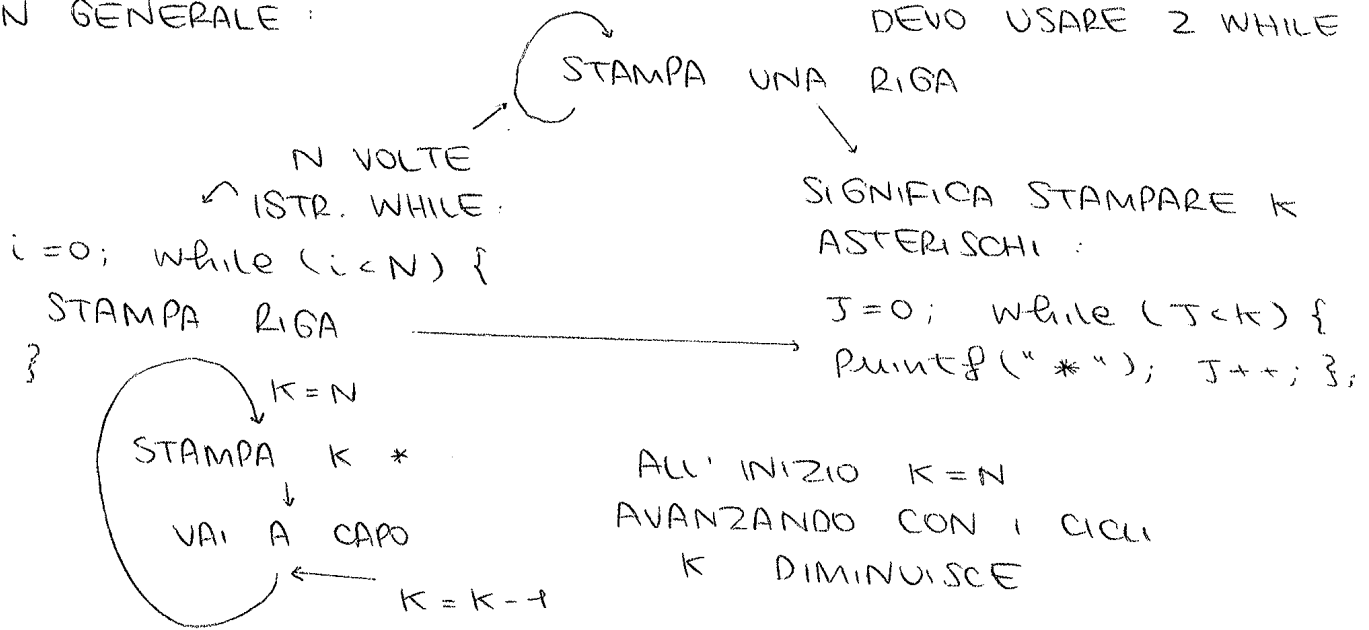 N GENERALE :
DEVO USARE 2 WHILE
STAMPA UNA RIGA
N VOLTE
ISTR. WHILE:
i=0; while (i<N) {
STAMPA RIGA
}
SIGNIFICA STAMPARE K
ASTERISCHI :
J=0; while (J<K) {
printf("*"); J++; };
K=N
STAMPA K *
VAI A CAPO
K=K-1
ALL' INIZIO K=N
AVANZANDO CON I CICLI
K DIMINUISCE